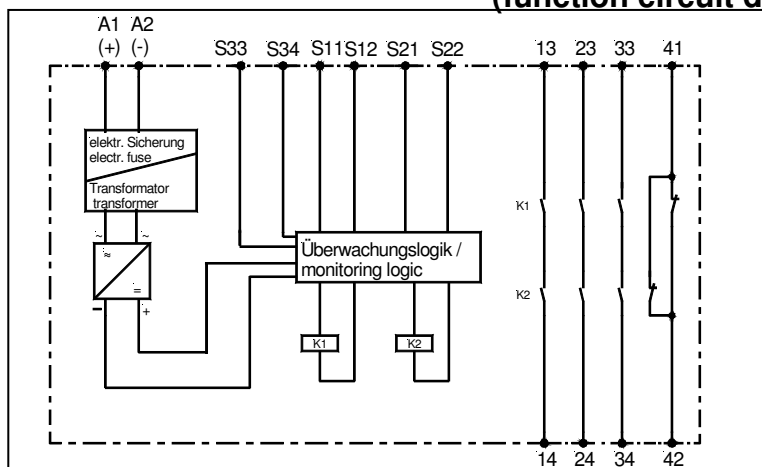 (function circuit d
A1 A2
(+) (-) S33 S34 S11 S12 S21 S22 13 23 33 41
elektr. Sicherung
electr. fuse
Transformator
transformer
~ ~
≈
=
− +
Überwachungslogik /
monitoring logic
K1 K2
K1
K2
14 24 34 42